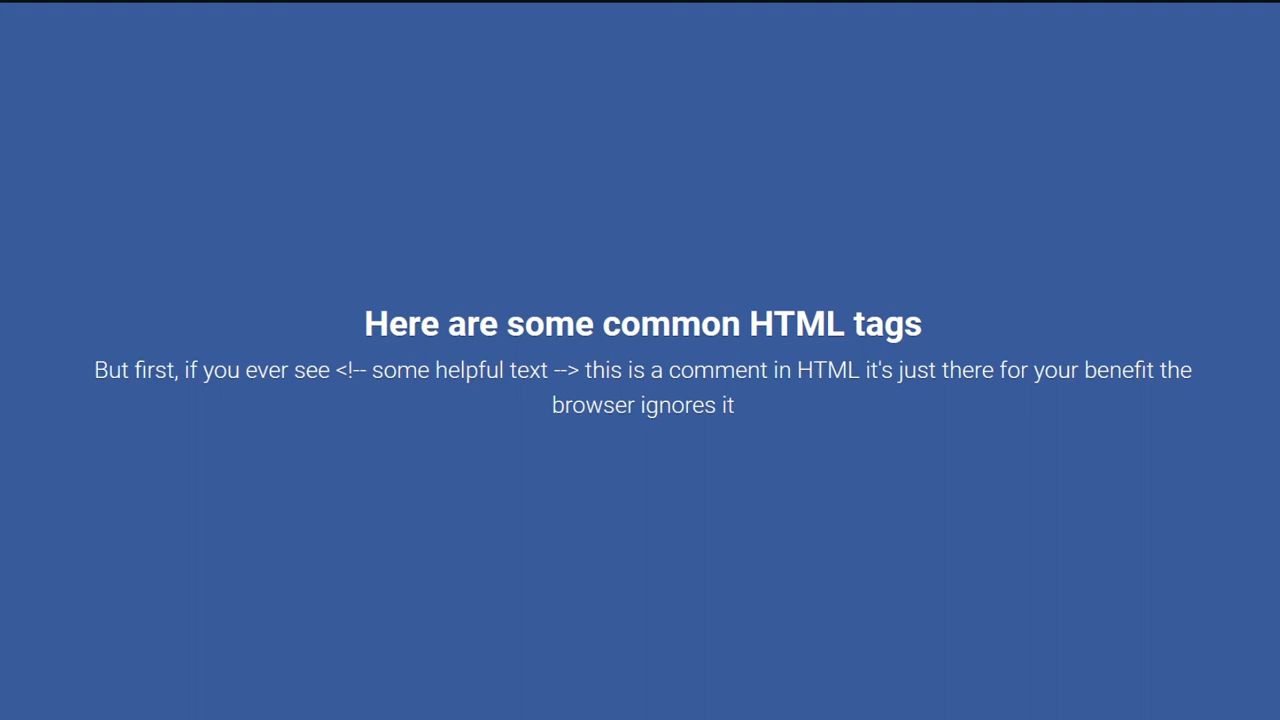 Here are some common HTML tags
But first, if you ever see <!-- some helpful text --> this is a comment in HTML it's just there for your benefit the
browser ignores it